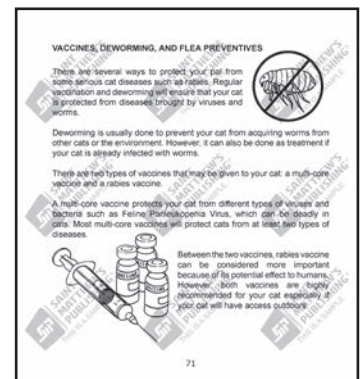 VACCINES, DEWORMING, AND FLEA PREVENTIVES
There are several ways to protect your pal from
some serious cat diseases such as rabies. Regular
vaccination and deworming will ensure that your cat
is protected from diseases brought by viruses and
worms.
Deworming is usually done to prevent your cat from acquiring worms from
other cats or the environment. However, it can also be done as treatment if
your cat is already infected with worms.
There are two types of vaccines that may be given to your cat: a multi-core
vaccine and a rabies vaccine.
A multi-core vaccine protects your cat from different types of viruses and
bacteria such as Feline Panleukopenia Virus, which can be deadly in
cats. Most multi-core vaccines will protect cats from at least two types of
diseases.
Between the two vaccines, rabies vaccine
can be considered more important
because of its potential effect to humans.
However, both vaccines are highly
recommended for your cat especially if
your cat will have access outdoors.
71
SAINT MATTHEW'S
PUBLISHING
THIS IS A SAMPLE